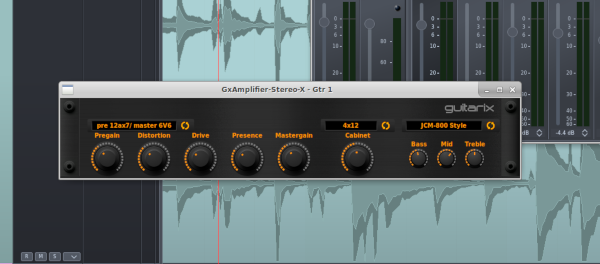 GxAmplifier-Stereo-X - Gtr 1
guitarix
pre 12ax7/ master 6V6
4x12
JCM-800 Style
Pregain Distortion Drive Presence Mastergain Cabinet
Bass Mid Treble
-4.4 dB
R M S